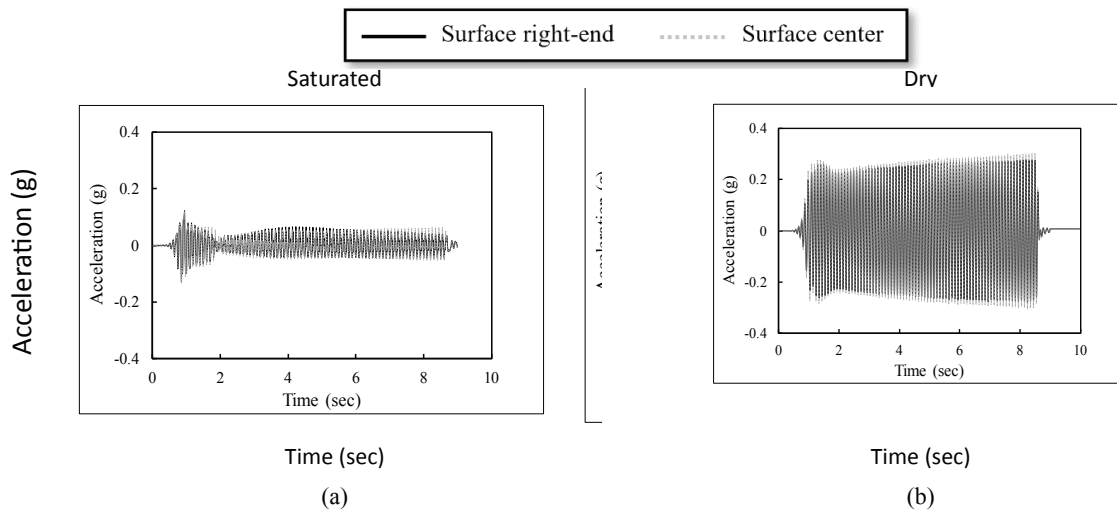 Surface right-end Surface center
Saturated
Dry
Acceleration (g)
Acceleration (g)
0.4
0.2
0
-0.2
-0.4
0 2 4 6 8 10
Time (sec)
Time (sec)
(a)
Acceleration (g)
Acceleration (g)
0.4
0.2
0
-0.2
-0.4
0 2 4 6 8 10
Time (sec)
Time (sec)
(b)